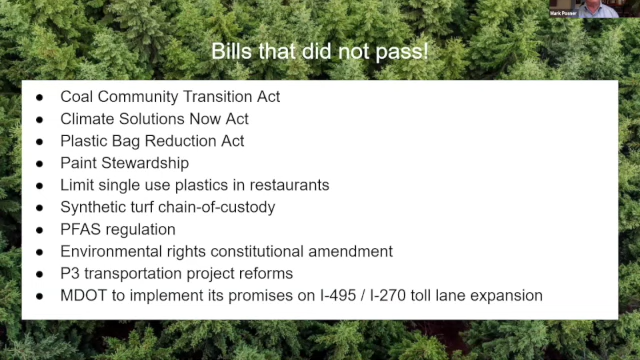 Mark Posner
Bills that did not pass!
● Coal Community Transition Act
● Climate Solutions Now Act
● Plastic Bag Reduction Act
● Paint Stewardship
● Limit single use plastics in restaurants
● Synthetic turf chain-of-custody
● PFAS regulation
● Environmental rights constitutional amendment
● P3 transportation project reforms
● MDOT to implement its promises on I-495 / I-270 toll lane expansion